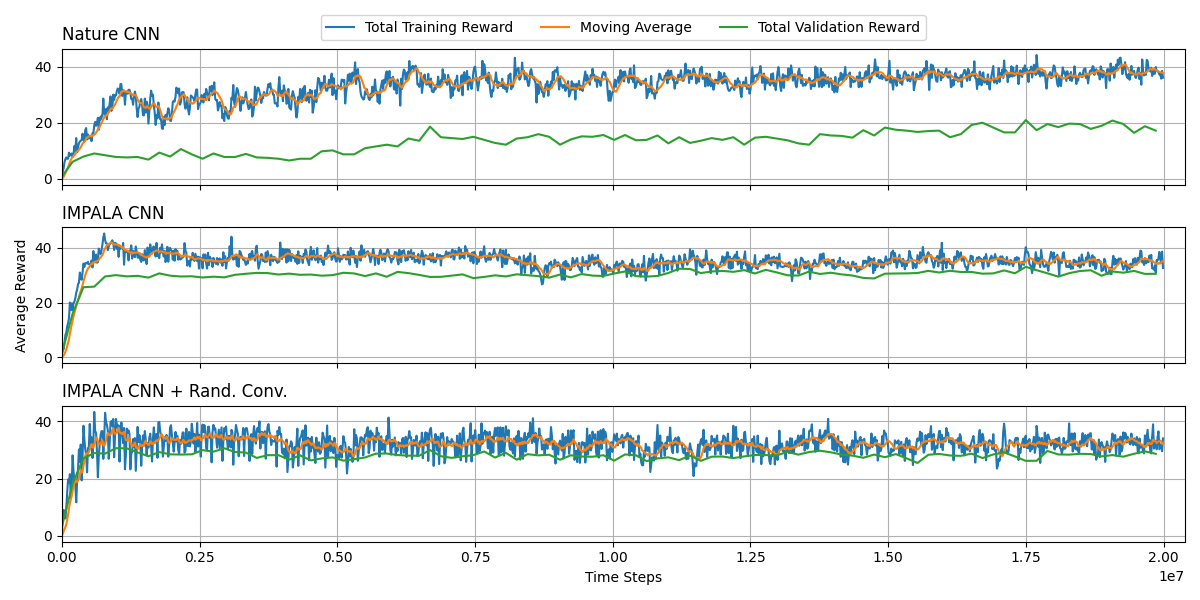 Total Training Reward Moving Average Total Validation Reward
Nature CNN
40
20
0
IMPALA CNN
40
20
0
Average Reward
IMPALA CNN + Rand. Conv.
40
20
0
0.00 0.25 0.50 0.75 1.00 1.25 1.50 1.75 2.00
1e7
Time Steps